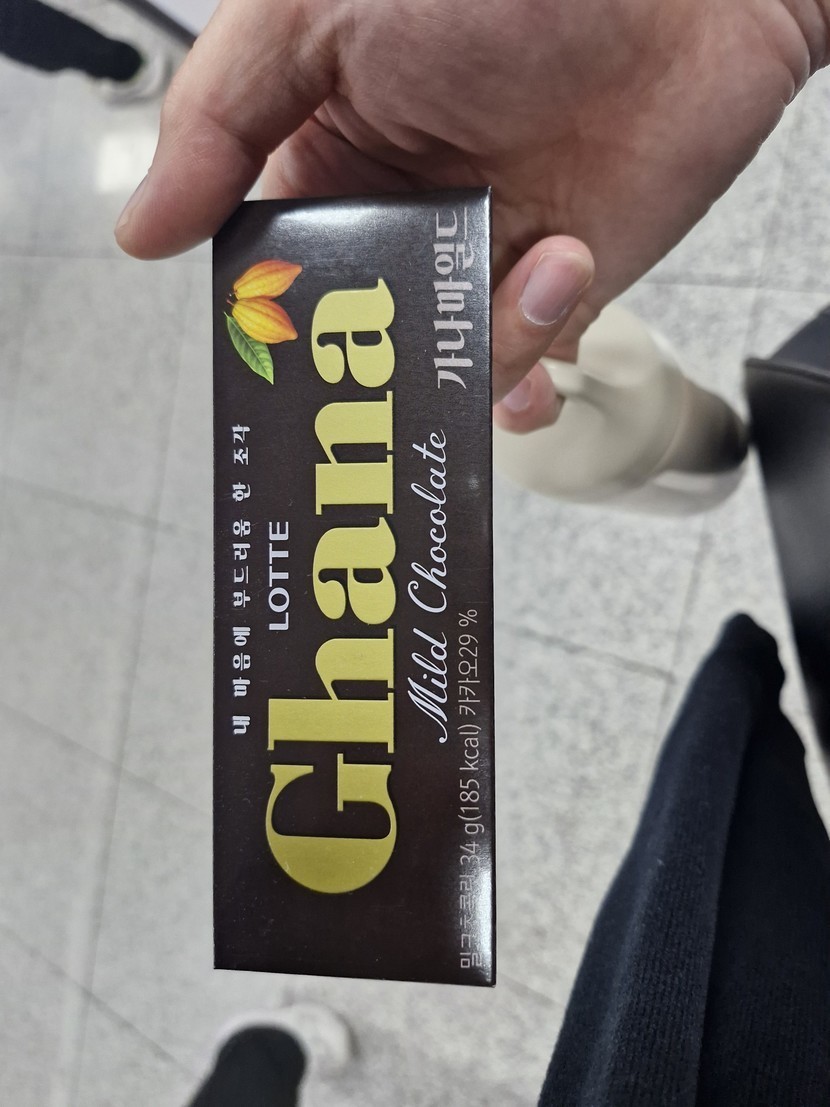 내 마음에 부드러움 한 조각
LOTTE
Ghana
Mild Chocolate
가나마일드
밀크초콜릿 34 g(185 kcal) 카카오29 %